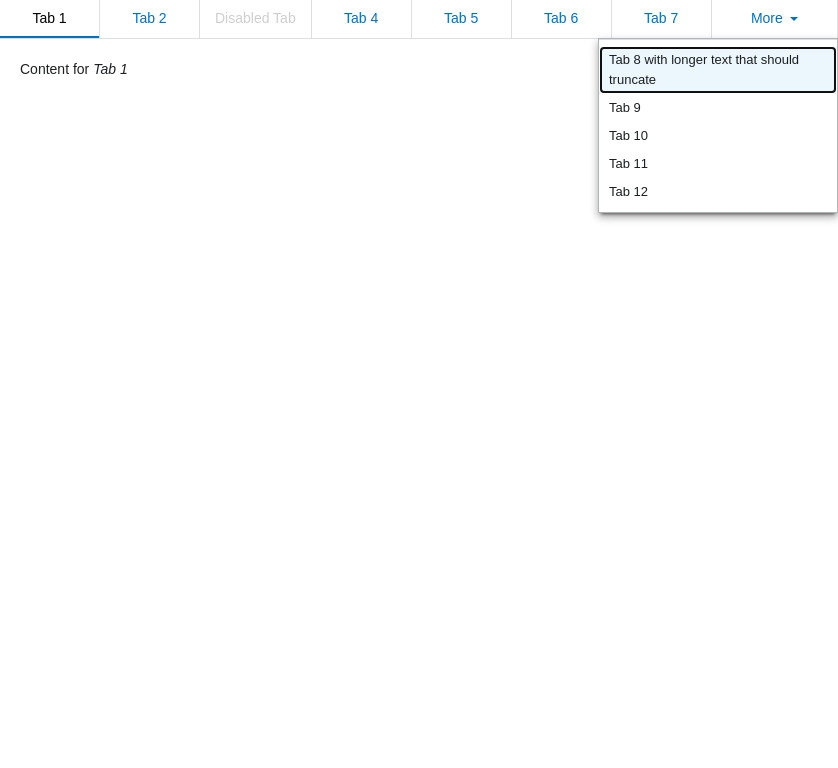 Tab 1 Tab 2 Disabled Tab Tab 4 Tab 5 Tab 6 Tab 7 More
Content for Tab 1
Tab 8 with longer text that should
truncate
Tab 9
Tab 10
Tab 11
Tab 12